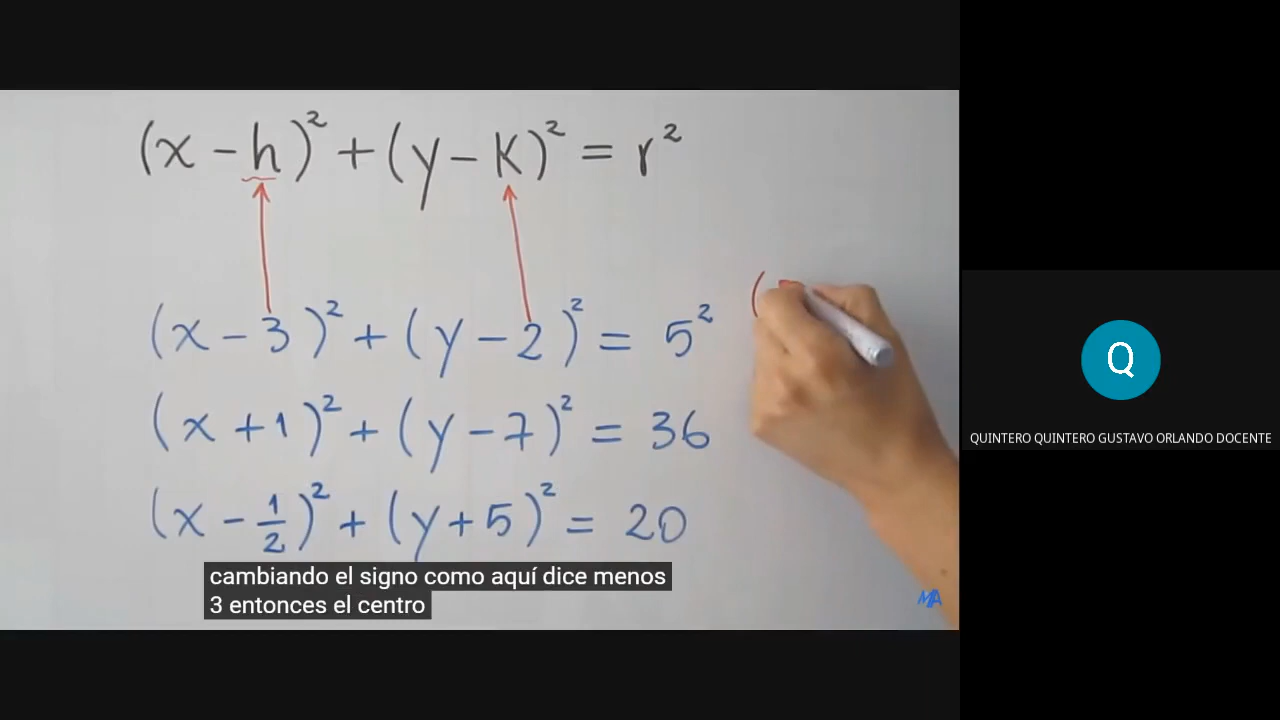 (x - h)² + (y - k)² = r²
(x - 3)² + (y - 2)² = 5² (
(x + 1)² + (y - 7)² = 36
(x - 1/2)² + (y + 5)² = 20
cambiando el signo como aquí dice menos
3 entonces el centro
MA
Q
QUINTERO QUINTERO GUSTAVO ORLANDO DOCENTE